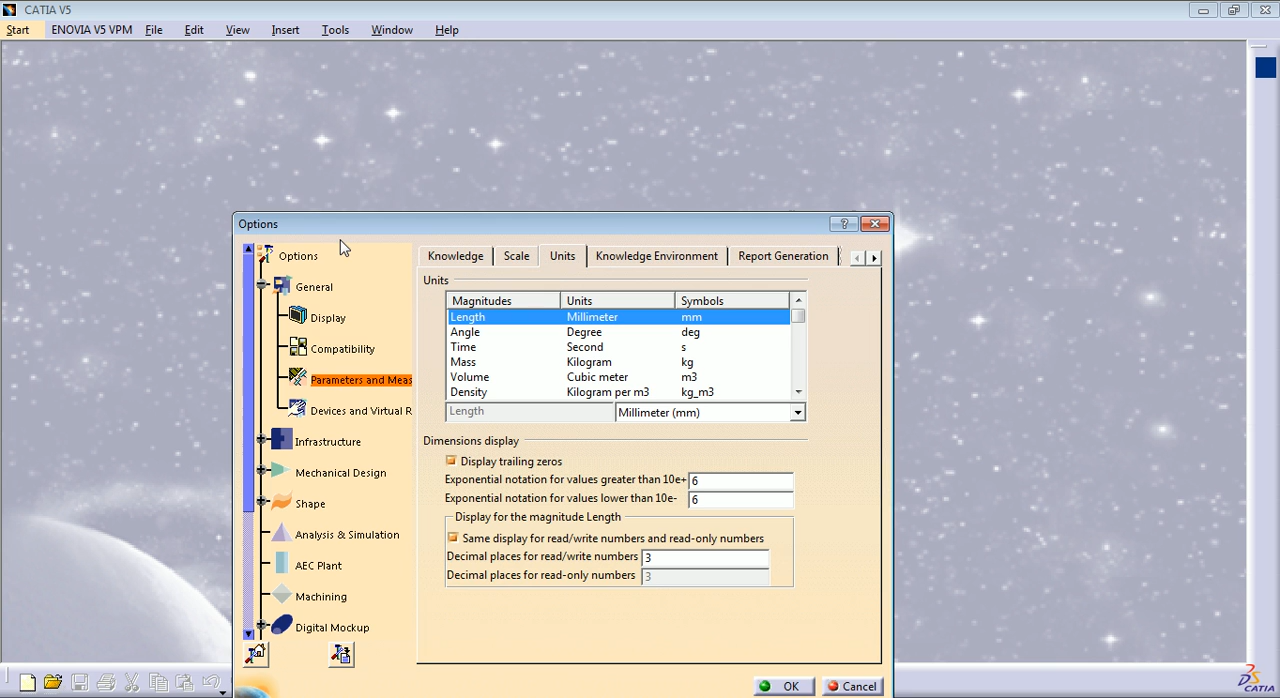 CATIA V5
Start ENOVIA V5 VPM File Edit View Insert Tools Window Help
Options
?
Options
General
Display
Compatibility
Parameters and Meas
Devices and Virtual R
Infrastructure
Mechanical Design
Shape
Analysis & Simulation
AEC Plant
Machining
Digital Mockup
Knowledge Scale Units Knowledge Environment Report Generation
Units
Magnitudes Units Symbols
Length Millimeter mm
Angle Degree deg
Time Second s
Mass Kilogram kg
Volume Cubic meter m3
Density Kilogram per m3 kg_m3
Length Millimeter (mm)
Dimensions display
Display trailing zeros
Exponential notation for values greater than 10e+ 6
Exponential notation for values lower than 10e- 6
Display for the magnitude Length
Same display for read/write numbers and read-only numbers
Decimal places for read/write numbers 3
Decimal places for read-only numbers 3
OK Cancel
CATIA